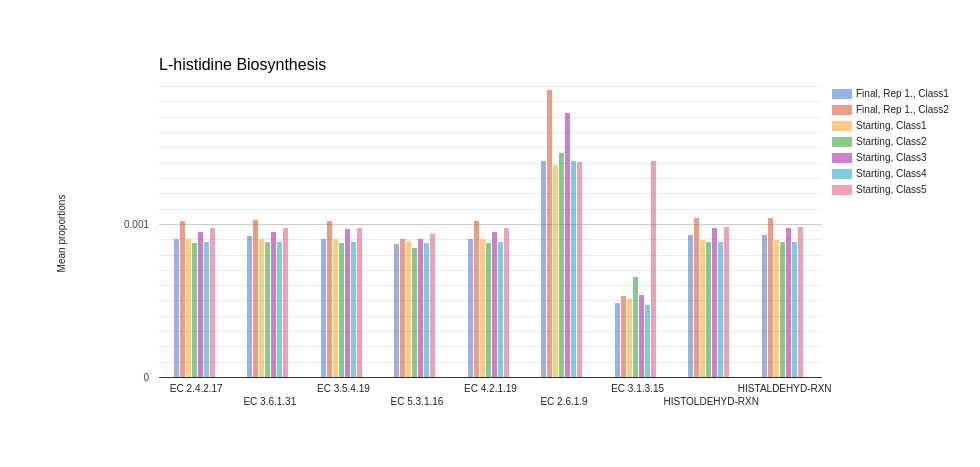 L-histidine Biosynthesis
Final, Rep 1., Class1
Final, Rep 1., Class2
Starting, Class1
Starting, Class2
Starting, Class3
Starting, Class4
Starting, Class5
Mean proportions
0.001
0
EC 2.4.2.17
EC 3.6.1.31
EC 3.5.4.19
EC 5.3.1.16
EC 4.2.1.19
EC 2.6.1.9
EC 3.1.3.15
HISTOLDEHYD-RXN
HISTALDEHYD-RXN